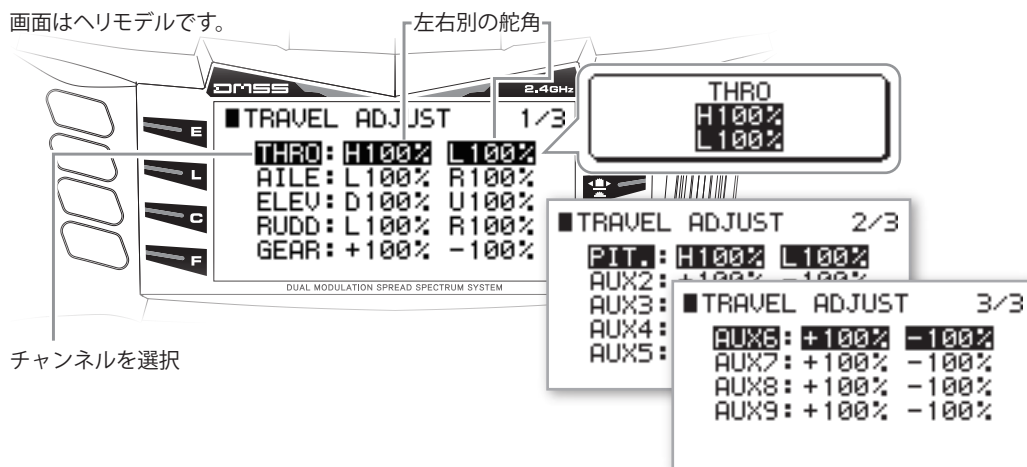 画面はヘリモデルです。
左右別の舵角
DMSS 2.4GHz
■TRAVEL ADJUST 1/3
THRO: H100% L100%
AILE: L100% R100%
ELEV: D100% U100%
RUDD: L100% R100%
GEAR: +100% -100%
E
L
C
F
DUAL MODULATION SPREAD SPECTRUM SYSTEM
THRO
H100%
L100%
■TRAVEL ADJUST 2/3
PIT.: H100% L100%
AUX2: +100% -100%
AUX3:
AUX4:
AUX5:
■TRAVEL ADJUST 3/3
AUX6: +100% -100%
AUX7: +100% -100%
AUX8: +100% -100%
AUX9: +100% -100%
チャンネルを選択